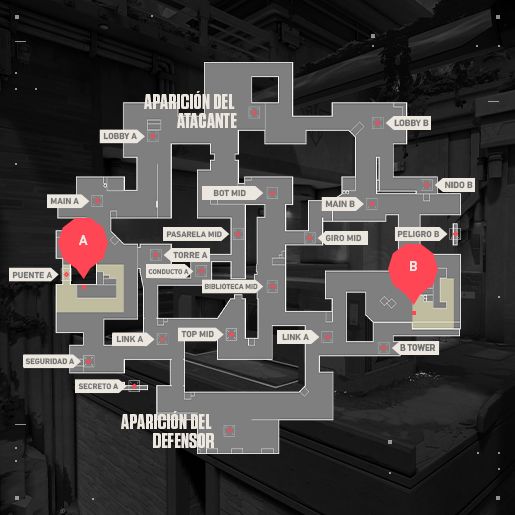 APARICIÓN DEL
ATACANTE
LOBBY A
LOBBY B
MAIN A
BOT MID
MAIN B
NIDO B
PASARELA MID
GIRO MID
PELIGRO B
A
TORRE A
B
PUENTE A
CONDUCTO A
BIBLIOTECA MID
LINK A
TOP MID
LINK A
B TOWER
SEGURIDAD A
SECRETO A
APARICIÓN DEL
DEFENSOR